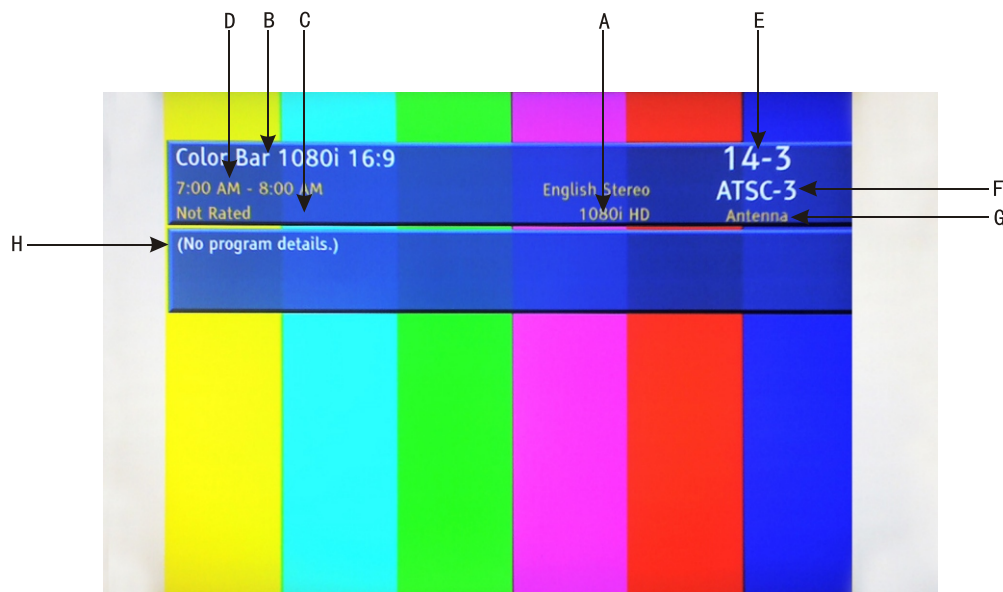 D B C A E
Color Bar 1080i 16:9 14-3
7:00 AM - 8:00 AM English Stereo ATSC-3 F
Not Rated 1080i HD Antenna G
H (No program details.)